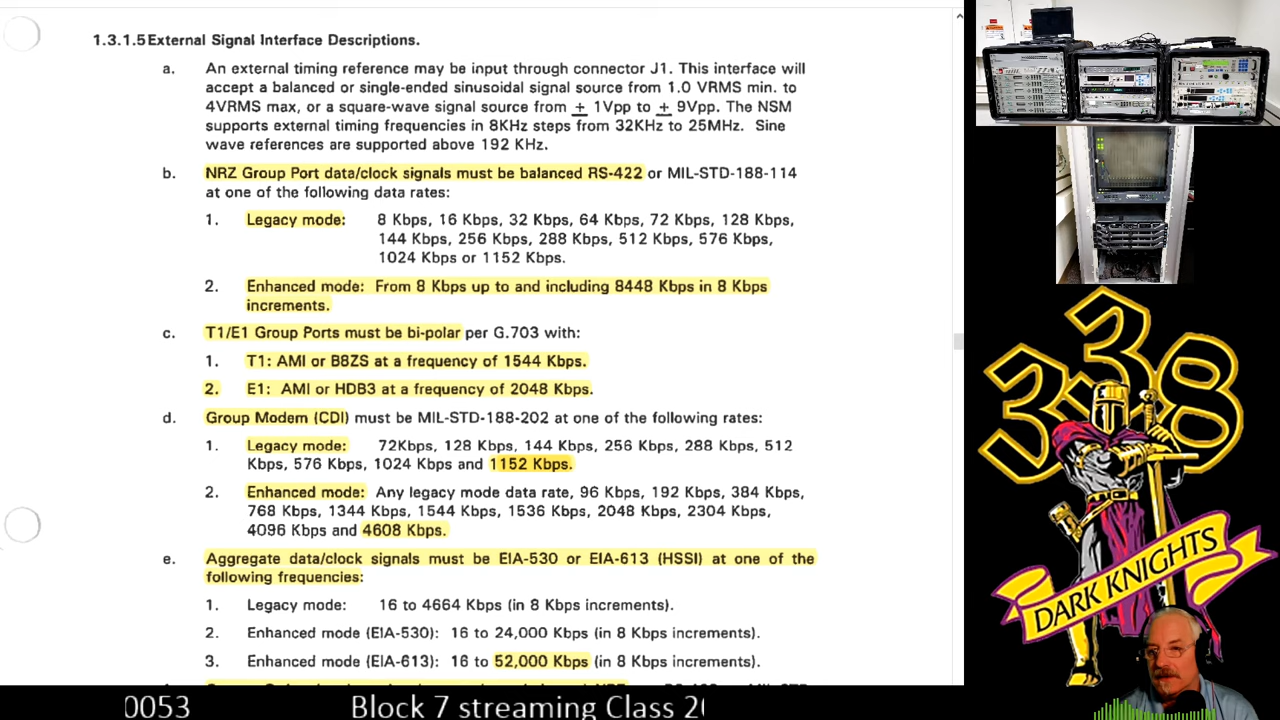 1.3.1.5 External Signal Interface Descriptions.
a. An external timing reference may be input through connector J1. This interface will
accept a balanced or single-ended sinusoidal signal source from 1.0 VRMS min. to
4VRMS max, or a square-wave signal source from ± 1Vpp to ± 9Vpp. The NSM
supports external timing frequencies in 8KHz steps from 32KHz to 25MHz. Sine
wave references are supported above 192 KHz.
b. NRZ Group Port data/clock signals must be balanced RS-422 or MIL-STD-188-114
at one of the following data rates:
1. Legacy mode: 8 Kbps, 16 Kbps, 32 Kbps, 64 Kbps, 72 Kbps, 128 Kbps,
144 Kbps, 256 Kbps, 288 Kbps, 512 Kbps, 576 Kbps,
1024 Kbps or 1152 Kbps.
2. Enhanced mode: From 8 Kbps up to and including 8448 Kbps in 8 Kbps
increments.
c. T1/E1 Group Ports must be bi-polar per G.703 with:
1. T1: AMI or B8ZS at a frequency of 1544 Kbps.
2. E1: AMI or HDB3 at a frequency of 2048 Kbps.
d. Group Modem (CDI) must be MIL-STD-188-202 at one of the following rates:
1. Legacy mode: 72Kbps, 128 Kbps, 144 Kbps, 256 Kbps, 288 Kbps, 512
Kbps, 576 Kbps, 1024 Kbps and 1152 Kbps.
2. Enhanced mode: Any legacy mode data rate, 96 Kbps, 192 Kbps, 384 Kbps,
768 Kbps, 1344 Kbps, 1544 Kbps, 1536 Kbps, 2048 Kbps, 2304 Kbps,
4096 Kbps and 4608 Kbps.
e. Aggregate data/clock signals must be EIA-530 or EIA-613 (HSSI) at one of the
following frequencies:
1. Legacy mode: 16 to 4664 Kbps (in 8 Kbps increments).
2. Enhanced mode (EIA-530): 16 to 24,000 Kbps (in 8 Kbps increments).
3. Enhanced mode (EIA-613): 16 to 52,000 Kbps (in 8 Kbps increments).
338
DARK KNIGHTS
0053 Block 7 streaming Class 20